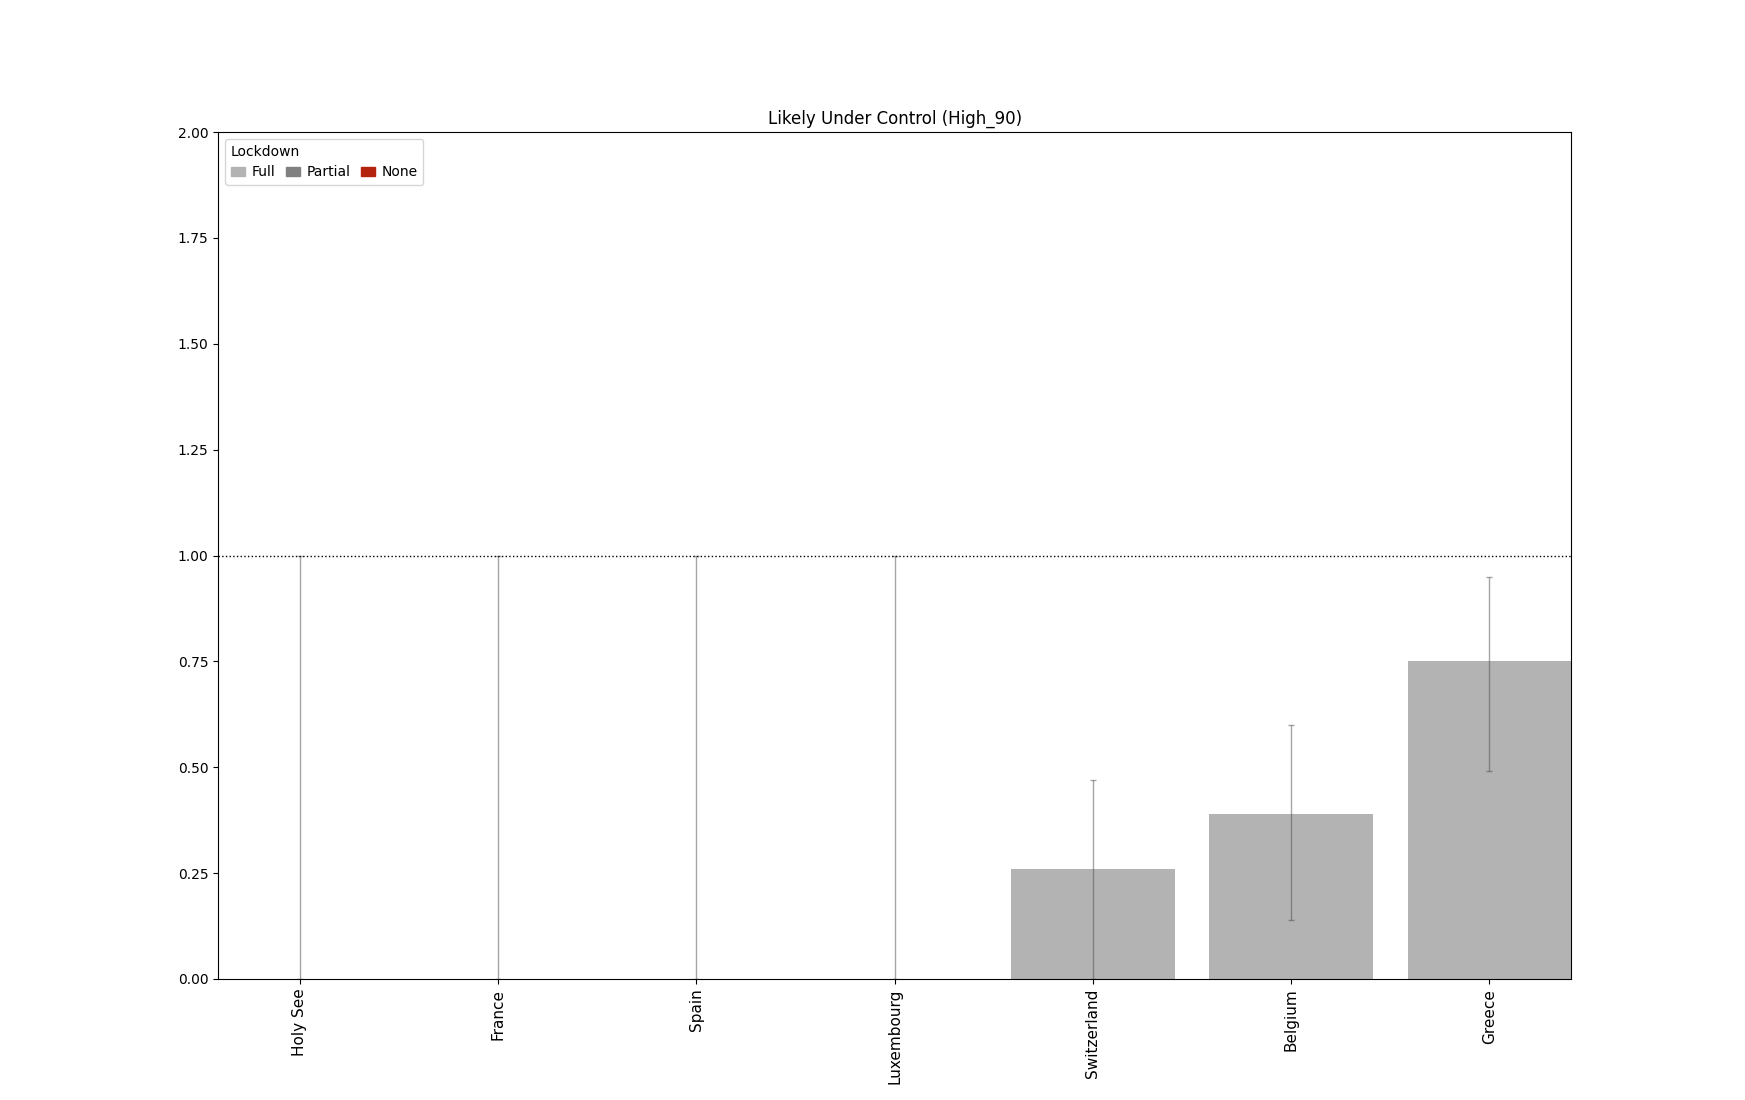 Likely Under Control (High_90)
Lockdown
Full Partial None
2.00
1.75
1.50
1.25
1.00
0.75
0.50
0.25
0.00
Holy See
France
Spain
Luxembourg
Switzerland
Belgium
Greece